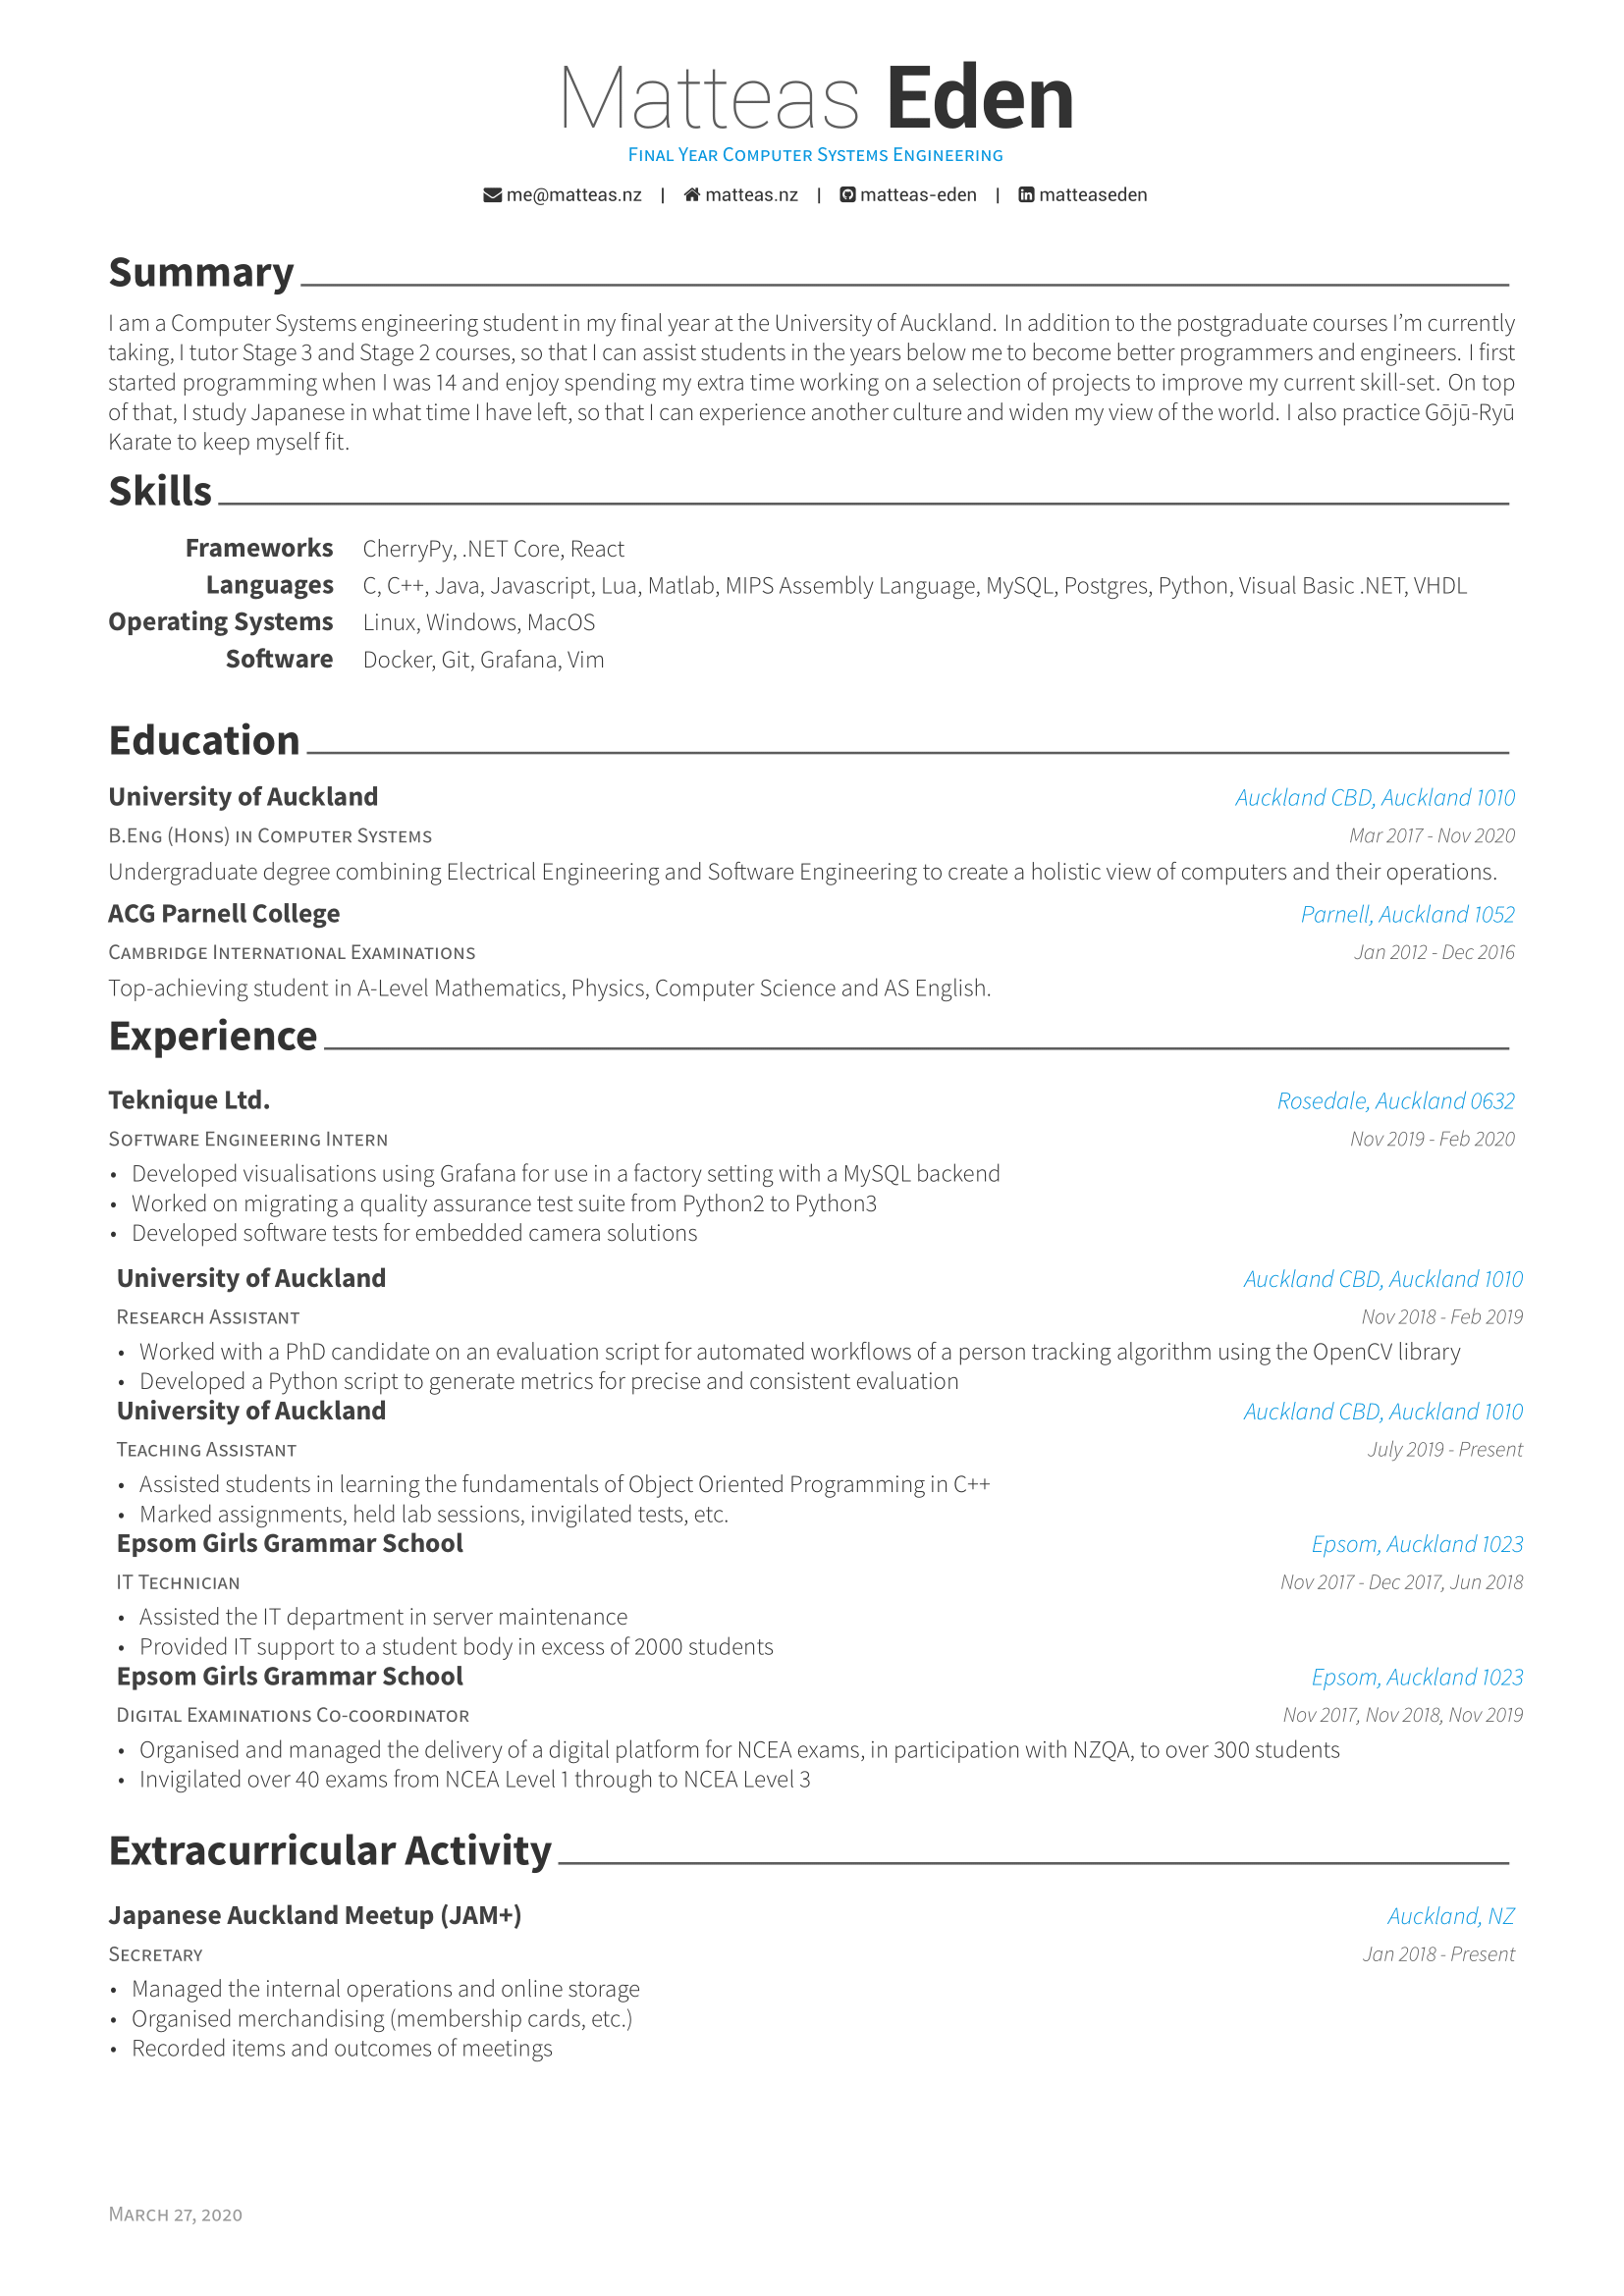 Matteas Eden
Final Year Computer Systems Engineering
me@matteas.nz | matteas.nz | matteas-eden | matteaseden
Summary
I am a Computer Systems engineering student in my final year at the University of Auckland. In addition to the postgraduate courses I'm currently
taking, I tutor Stage 3 and Stage 2 courses, so that I can assist students in the years below me to become better programmers and engineers. I first
started programming when I was 14 and enjoy spending my extra time working on a selection of projects to improve my current skill-set. On top
of that, I study Japanese in what time I have left, so that I can experience another culture and widen my view of the world. I also practice Gōjū-Ryū
Karate to keep myself fit.
Skills
Frameworks CherryPy, .NET Core, React
Languages C, C++, Java, Javascript, Lua, Matlab, MIPS Assembly Language, MySQL, Postgres, Python, Visual Basic .NET, VHDL
Operating Systems Linux, Windows, MacOS
Software Docker, Git, Grafana, Vim
Education
University of Auckland Auckland CBD, Auckland 1010
B.Eng (Hons) in Computer Systems Mar 2017 - Nov 2020
Undergraduate degree combining Electrical Engineering and Software Engineering to create a holistic view of computers and their operations.
ACG Parnell College Parnell, Auckland 1052
Cambridge International Examinations Jan 2012 - Dec 2016
Top-achieving student in A-Level Mathematics, Physics, Computer Science and AS English.
Experience
Teknique Ltd. Rosedale, Auckland 0632
Software Engineering Intern Nov 2019 - Feb 2020
• Developed visualisations using Grafana for use in a factory setting with a MySQL backend
• Worked on migrating a quality assurance test suite from Python2 to Python3
• Developed software tests for embedded camera solutions
University of Auckland Auckland CBD, Auckland 1010
Research Assistant Nov 2018 - Feb 2019
• Worked with a PhD candidate on an evaluation script for automated workflows of a person tracking algorithm using the OpenCV library
• Developed a Python script to generate metrics for precise and consistent evaluation
University of Auckland Auckland CBD, Auckland 1010
Teaching Assistant July 2019 - Present
• Assisted students in learning the fundamentals of Object Oriented Programming in C++
• Marked assignments, held lab sessions, invigilated tests, etc.
Epsom Girls Grammar School Epsom, Auckland 1023
IT Technician Nov 2017 - Dec 2017, Jun 2018
• Assisted the IT department in server maintenance
• Provided IT support to a student body in excess of 2000 students
Epsom Girls Grammar School Epsom, Auckland 1023
Digital Examinations Co-coordinator Nov 2017, Nov 2018, Nov 2019
• Organised and managed the delivery of a digital platform for NCEA exams, in participation with NZQA, to over 300 students
• Invigilated over 40 exams from NCEA Level 1 through to NCEA Level 3
Extracurricular Activity
Japanese Auckland Meetup (JAM+) Auckland, NZ
Secretary Jan 2018 - Present
• Managed the internal operations and online storage
• Organised merchandising (membership cards, etc.)
• Recorded items and outcomes of meetings
March 27, 2020